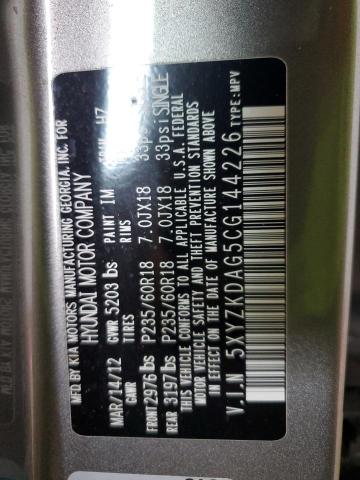 MFD. BY KIA MOTORS MANUFACTURING GEORGIA, INC. FOR
HYUNDAI MOTOR COMPANY
MAR/14/12 GVWR 5203 lbs PAINT IM H7
GAWR TIRES RIMS
FRONT 2976 lbs P235/60R18 7.0JX18 33psi
REAR 3197 lbs P235/60R18 7.0JX18 33psi SINGLE
THIS VEHICLE CONFORMS TO ALL APPLICABLE U.S.A. FEDERAL
MOTOR VEHICLE SAFETY, BUMPER, AND THEFT PREVENTION STANDARDS
IN EFFECT ON THE DATE OF MANUFACTURE SHOWN ABOVE.
V.I.N. 5XYZKDAG5CG144226 TYPE:MPV